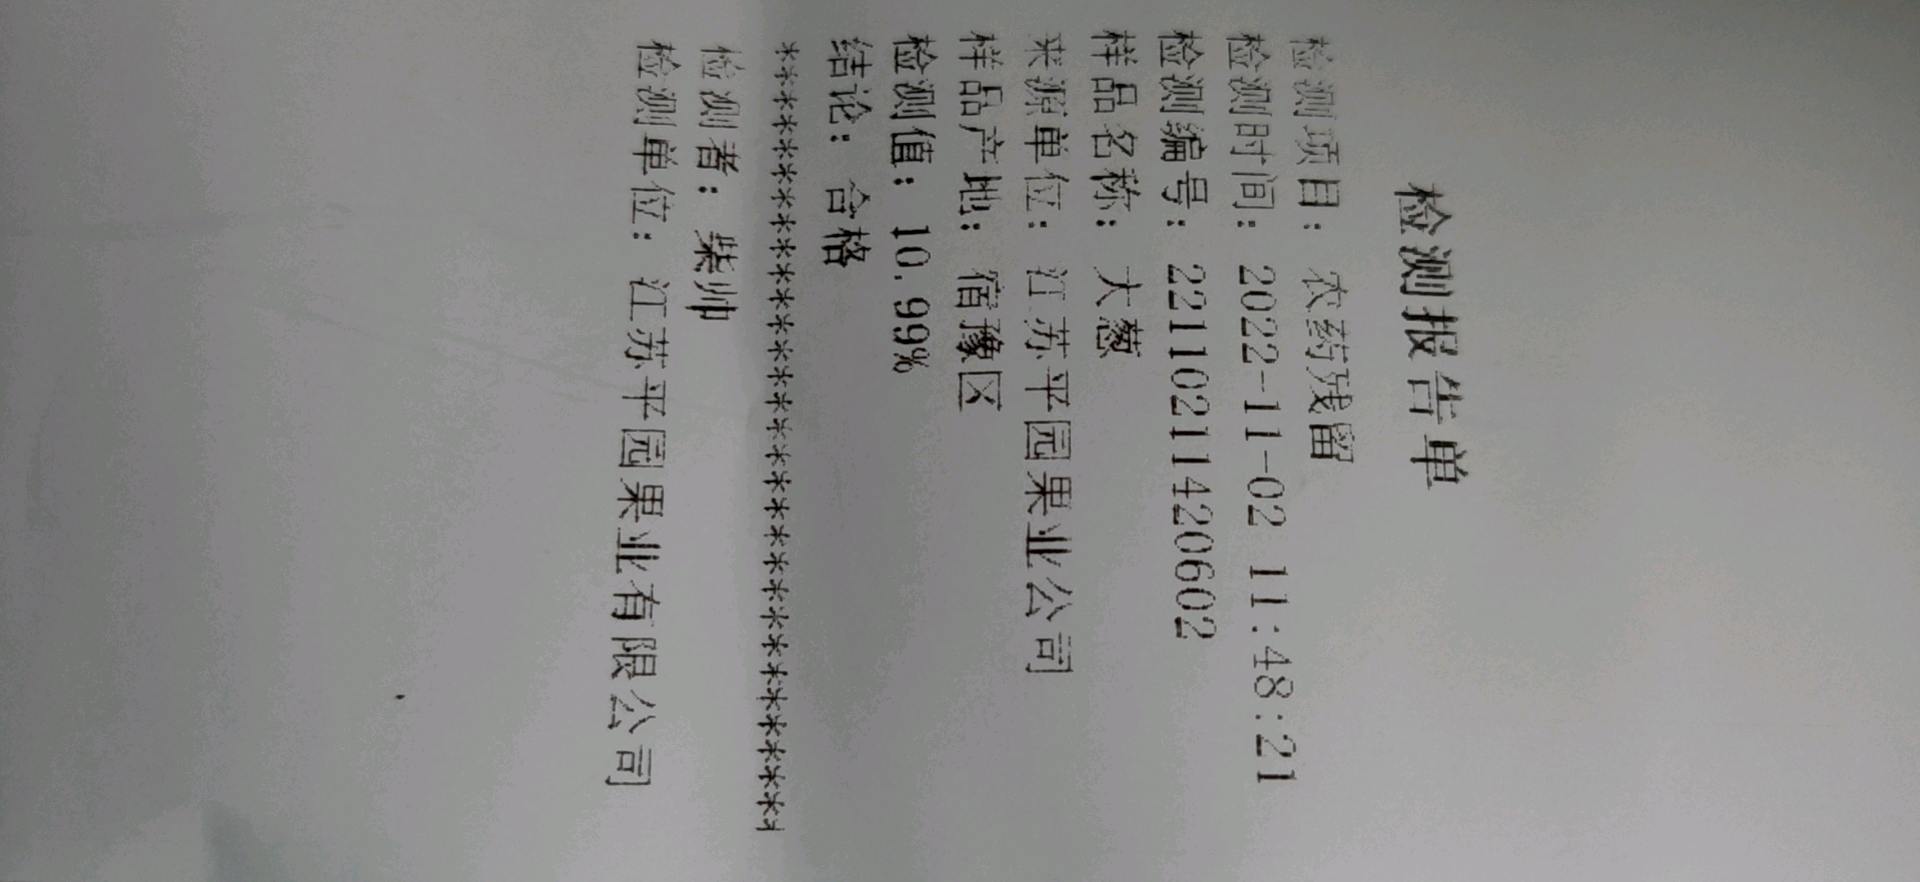 检测报告单
检测项目: 农药残留
检测时间: 2022-11-02 11:48:21
检测编号: 2211021142060​2
样品名称: 大葱
来源单位: 江苏平园果业公司
样品产地: 宿豫区
检测值: 10.99%
结论: 合格
******************************
检测者: 柴帅
检测单位: 江苏平园果业有限公司